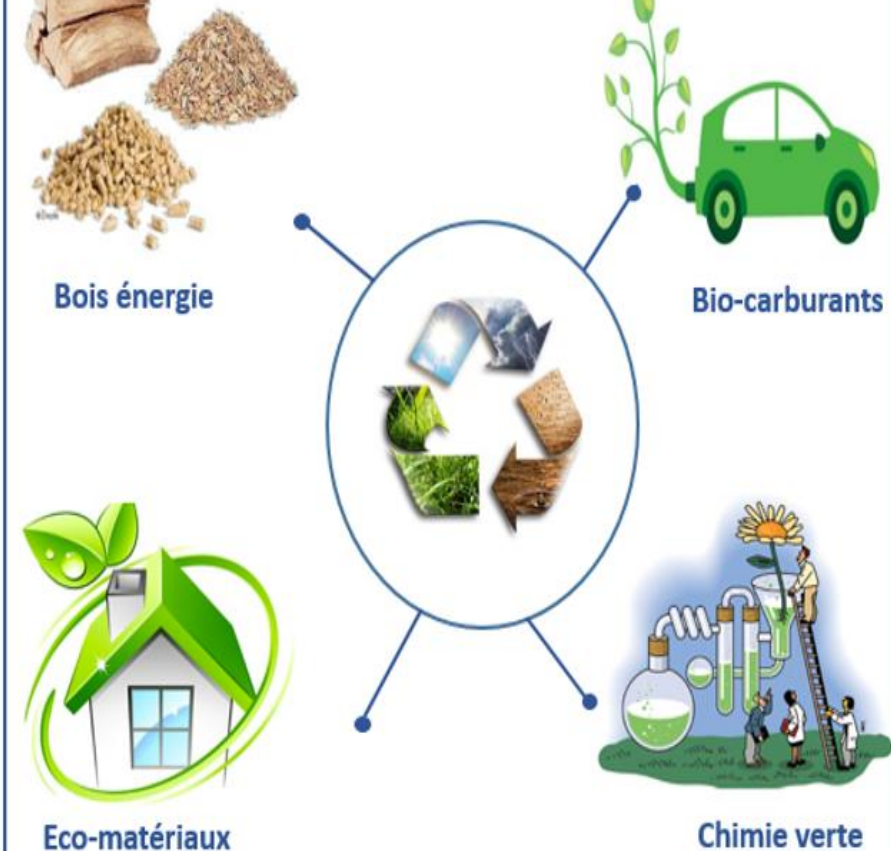 Bois énergie
Bio-carburants
Eco-matériaux
Chimie verte